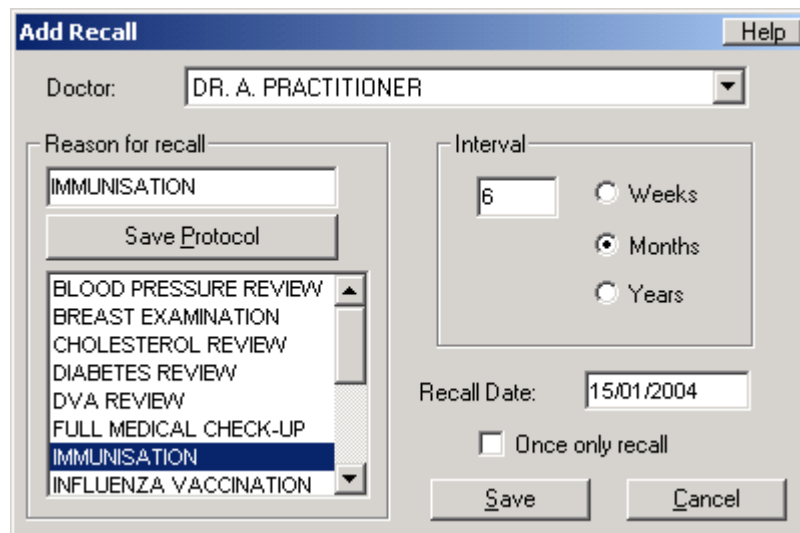 Add Recall
Help
Doctor:
DR. A. PRACTITIONER
Reason for recall
IMMUNISATION
Save Protocol
BLOOD PRESSURE REVIEW
BREAST EXAMINATION
CHOLESTEROL REVIEW
DIABETES REVIEW
DVA REVIEW
FULL MEDICAL CHECK-UP
IMMUNISATION
INFLUENZA VACCINATION
Interval
6
Weeks
Months
Years
Recall Date:
15/01/2004
Once only recall
Save
Cancel